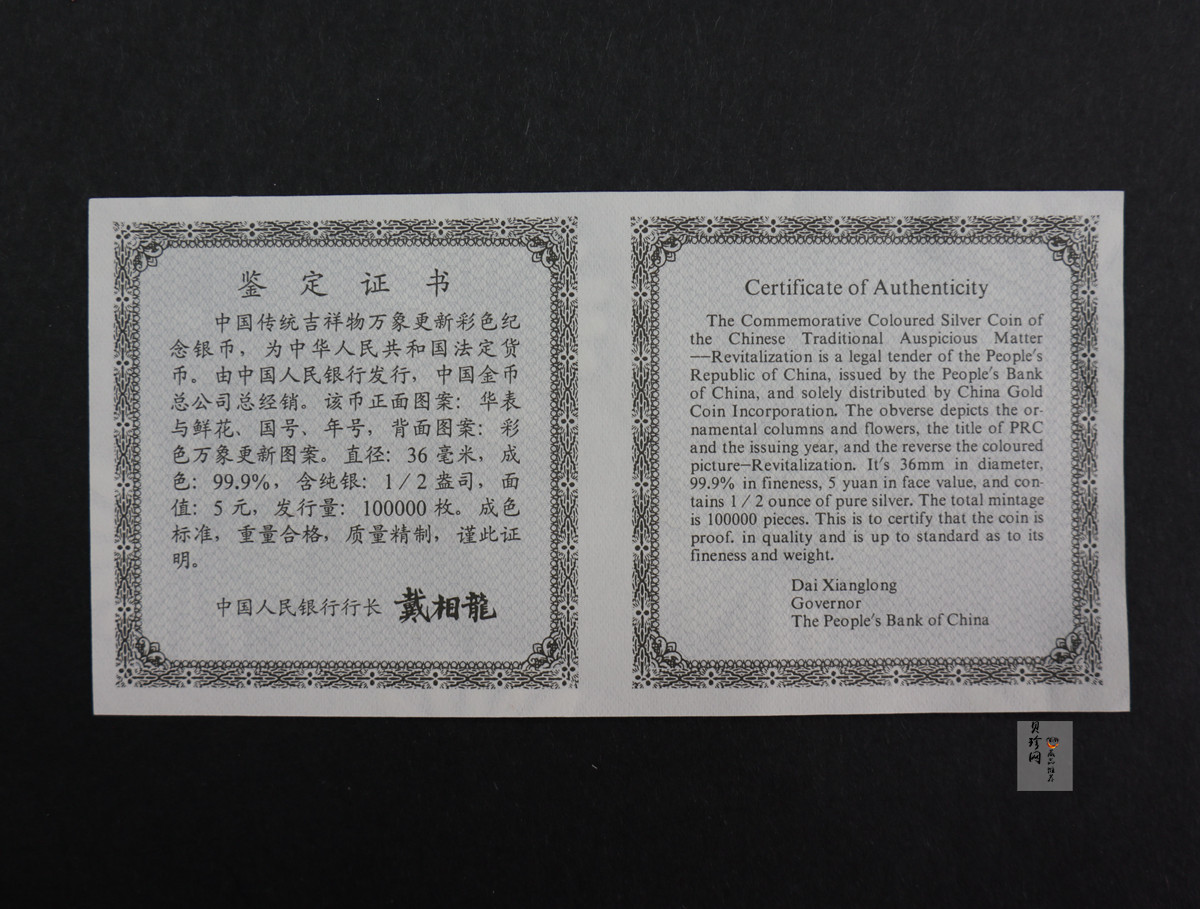 鉴定证书
中国传统吉祥物万象更新彩色纪
念银币，为中华人民共和国法定货
币。由中国人民银行发行，中国金币
总公司总经销。该币正面图案：华表
与鲜花、国号、年号，背面图案：彩
色万象更新图案。直径：36毫米，成
色：99.9%，含纯银：1/2盎司，面
值：5元，发行量：100000枚。成色
标准，重量合格，质量精制，谨此证
明。
中国人民银行行长 戴相龍
Certificate of Authenticity
The Commemorative Coloured Silver Coin of
the Chinese Traditional Auspicious Matter
—Revitalization is a legal tender of the People's
Republic of China, issued by the People's Bank
of China, and solely distributed by China Gold
Coin Incorporation. The obverse depicts the or-
namental columns and flowers, the title of PRC
and the issuing year, and the reverse the coloured
picture—Revitalization. It's 36mm in diameter,
99.9% in fineness, 5 yuan in face value, and con-
tains 1/2 ounce of pure silver. The total mintage
is 100000 pieces. This is to certify that the coin is
proof. in quality and is up to standard as to its
fineness and weight.
Dai Xianglong
Governor
The People's Bank of China
贝珍网